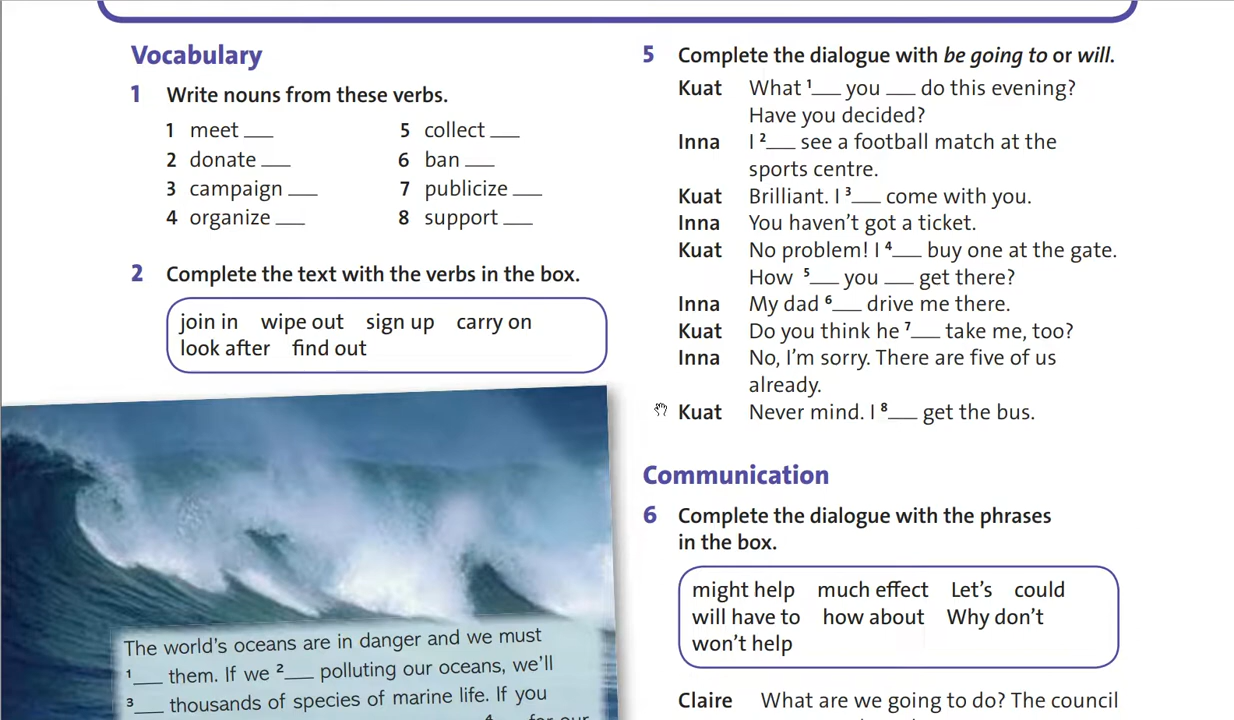 Vocabulary
1 Write nouns from these verbs.
1 meet ___ 5 collect ___
2 donate ___ 6 ban ___
3 campaign ___ 7 publicize ___
4 organize ___ 8 support ___
2 Complete the text with the verbs in the box.
join in wipe out sign up carry on
look after find out
The world's oceans are in danger and we must
1___ them. If we 2___ polluting our oceans, we'll
3___ thousands of species of marine life. If you
4 for our
5 Complete the dialogue with be going to or will.
Kuat What 1___ you ___ do this evening?
Have you decided?
Inna I 2___ see a football match at the
sports centre.
Kuat Brilliant. I 3___ come with you.
Inna You haven't got a ticket.
Kuat No problem! I 4___ buy one at the gate.
How 5___ you ___ get there?
Inna My dad 6___ drive me there.
Kuat Do you think he 7___ take me, too?
Inna No, I'm sorry. There are five of us
already.
Kuat Never mind. I 8___ get the bus.
Communication
6 Complete the dialogue with the phrases
in the box.
might help much effect Let's could
will have to how about Why don't
won't help
Claire What are we going to do? The council